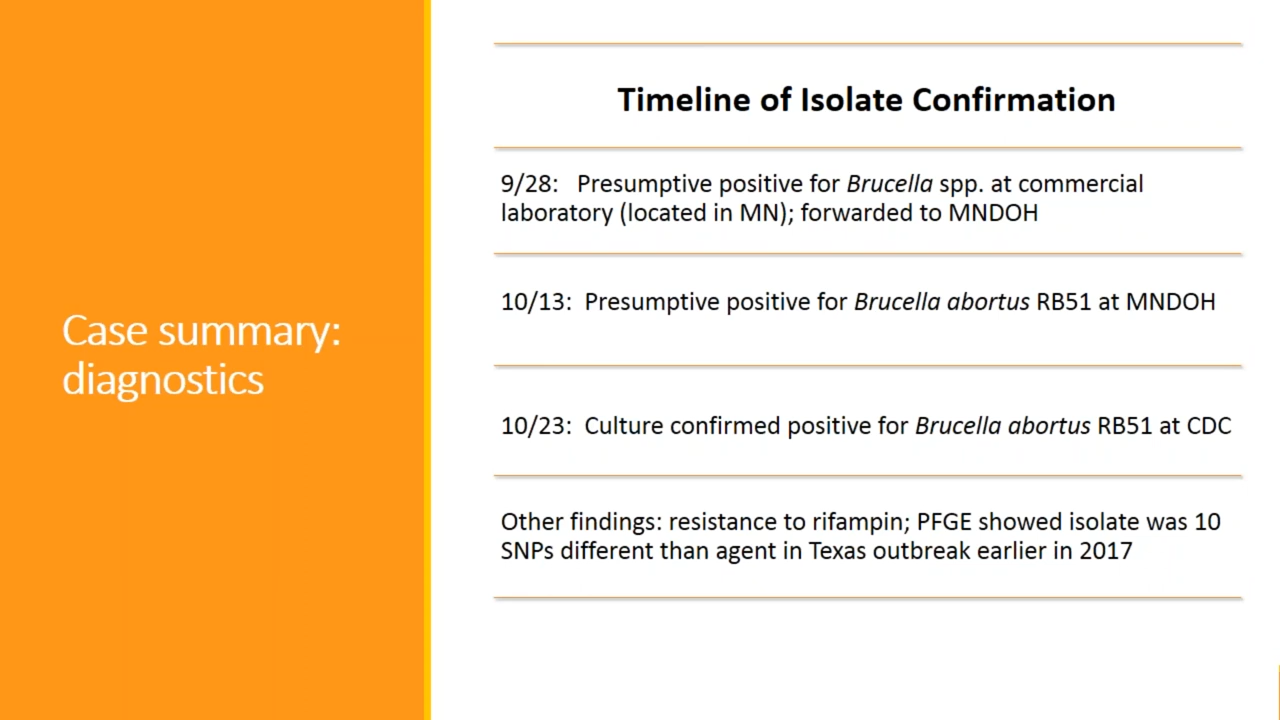 Case summary:
diagnostics
Timeline of Isolate Confirmation
9/28:   Presumptive positive for Brucella spp. at commercial
laboratory (located in MN); forwarded to MNDOH
10/13:  Presumptive positive for Brucella abortus RB51 at MNDOH
10/23:  Culture confirmed positive for Brucella abortus RB51 at CDC
Other findings: resistance to rifampin; PFGE showed isolate was 10
SNPs different than agent in Texas outbreak earlier in 2017